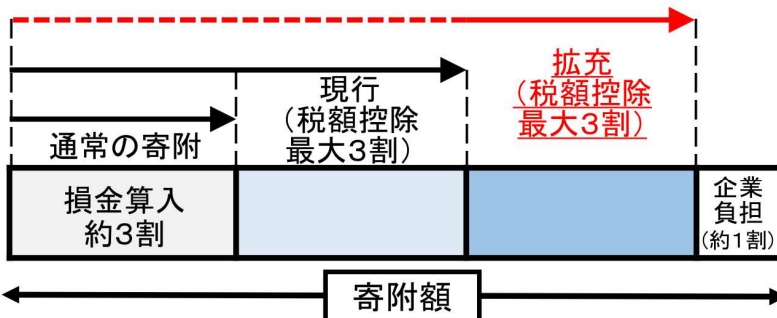 通常の寄附
現行
（税額控除
最大３割）
拡充
（税額控除
最大３割）
損金算入
約３割
企業
負担
（約１割）
寄附額